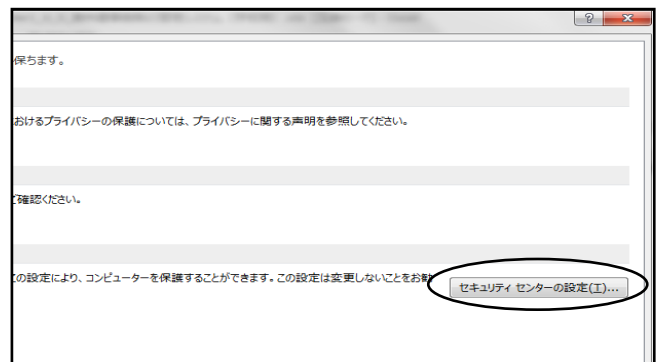 保ちます。
おけるプライバシーの保護については、プライバシーに関する声明を参照してください。
ご確認ください。
の設定により、コンピューターを保護することができます。この設定は変更しないことをお勧
セキュリティ センターの設定(T)...